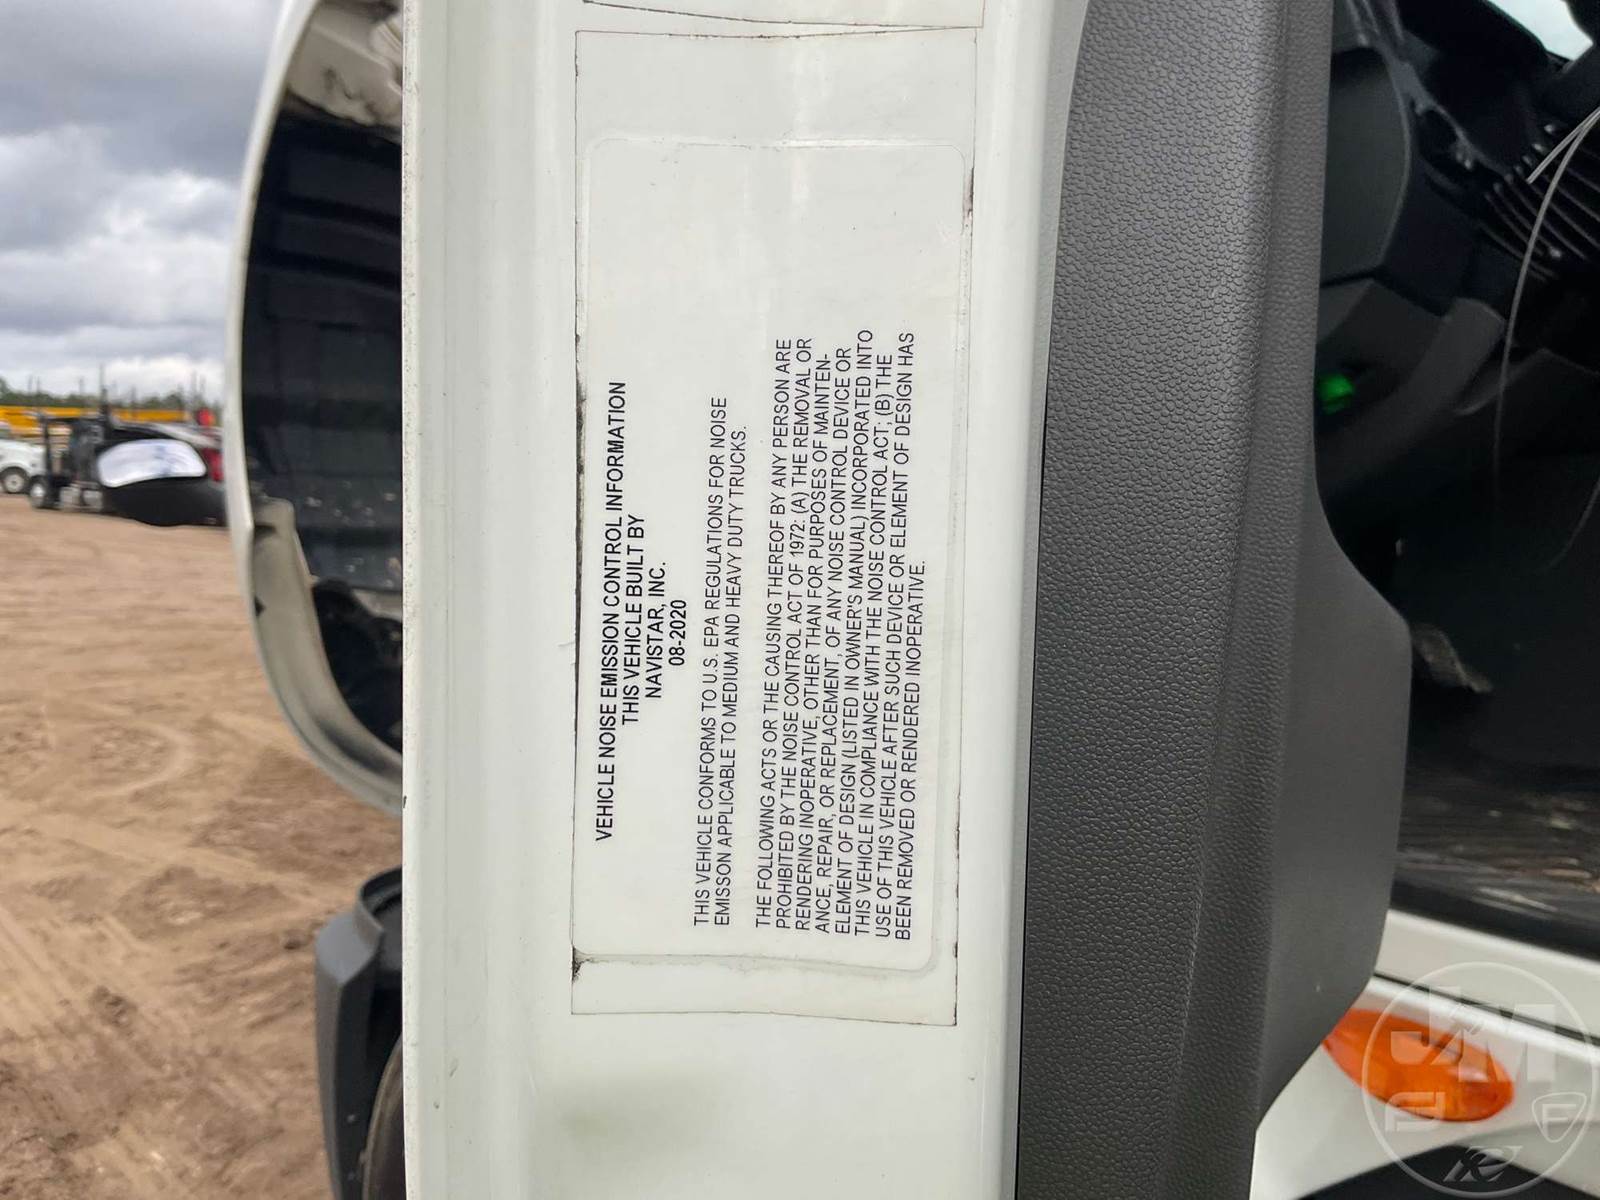 VEHICLE NOISE EMISSION CONTROL INFORMATION
THIS VEHICLE BUILT BY
NAVISTAR, INC.
08-2020
THIS VEHICLE CONFORMS TO U.S. EPA REGULATIONS FOR NOISE
EMISSON APPLICABLE TO MEDIUM AND HEAVY DUTY TRUCKS.
THE FOLLOWING ACTS OR THE CAUSING THEREOF BY ANY PERSON ARE
PROHIBITED BY THE NOISE CONTROL ACT OF 1972: (A) THE REMOVAL OR
RENDERING INOPERATIVE, OTHER THAN FOR PURPOSES OF MAINTEN-
ANCE, REPAIR, OR REPLACEMENT, OF ANY NOISE CONTROL DEVICE OR
ELEMENT OF DESIGN (LISTED IN OWNER'S MANUAL) INCORPORATED INTO
THIS VEHICLE IN COMPLIANCE WITH THE NOISE CONTROL ACT; (B) THE
USE OF THIS VEHICLE AFTER SUCH DEVICE OR ELEMENT OF DESIGN HAS
BEEN REMOVED OR RENDERED INOPERATIVE.
J M